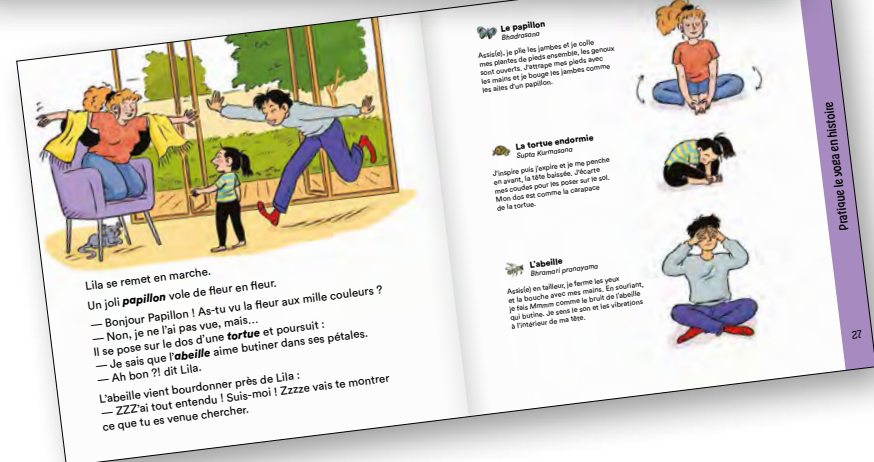 Lila se remet en marche.
Un joli papillon vole de fleur en fleur.
— Bonjour Papillon ! As-tu vu la fleur aux mille couleurs ?
— Non, je ne l'ai pas vue, mais...
Il se pose sur le dos d'une tortue et poursuit :
— Je sais que l'abeille aime butiner dans ses pétales.
— Ah bon ?! dit Lila.
L'abeille vient bourdonner près de Lila :
— ZZZ'ai tout entendu ! Suis-moi ! Zzzze vais te montrer
ce que tu es venue chercher.
Le papillon
Bhadrasana
Assis(e), je plie les jambes et je colle
mes plantes de pieds ensemble, les genoux
sont ouverts. J'attrape mes pieds avec
les mains et je bouge les jambes comme
les ailes d'un papillon.
La tortue endormie
Supta Kurmasana
J'inspire puis j'expire et je me penche
en avant, la tête baissée. J'écarte
mes coudes pour les poser sur le sol.
Mon dos est comme la carapace
de la tortue.
L'abeille
Bhramari pranayama
Assis(e) en tailleur, je ferme les yeux
et la bouche avec mes mains. En souriant,
je fais Mmmm comme le bruit de l'abeille
qui butine. Je sens le son et les vibrations
à l'intérieur de ma tête.
Pratique le yoga en histoire
27